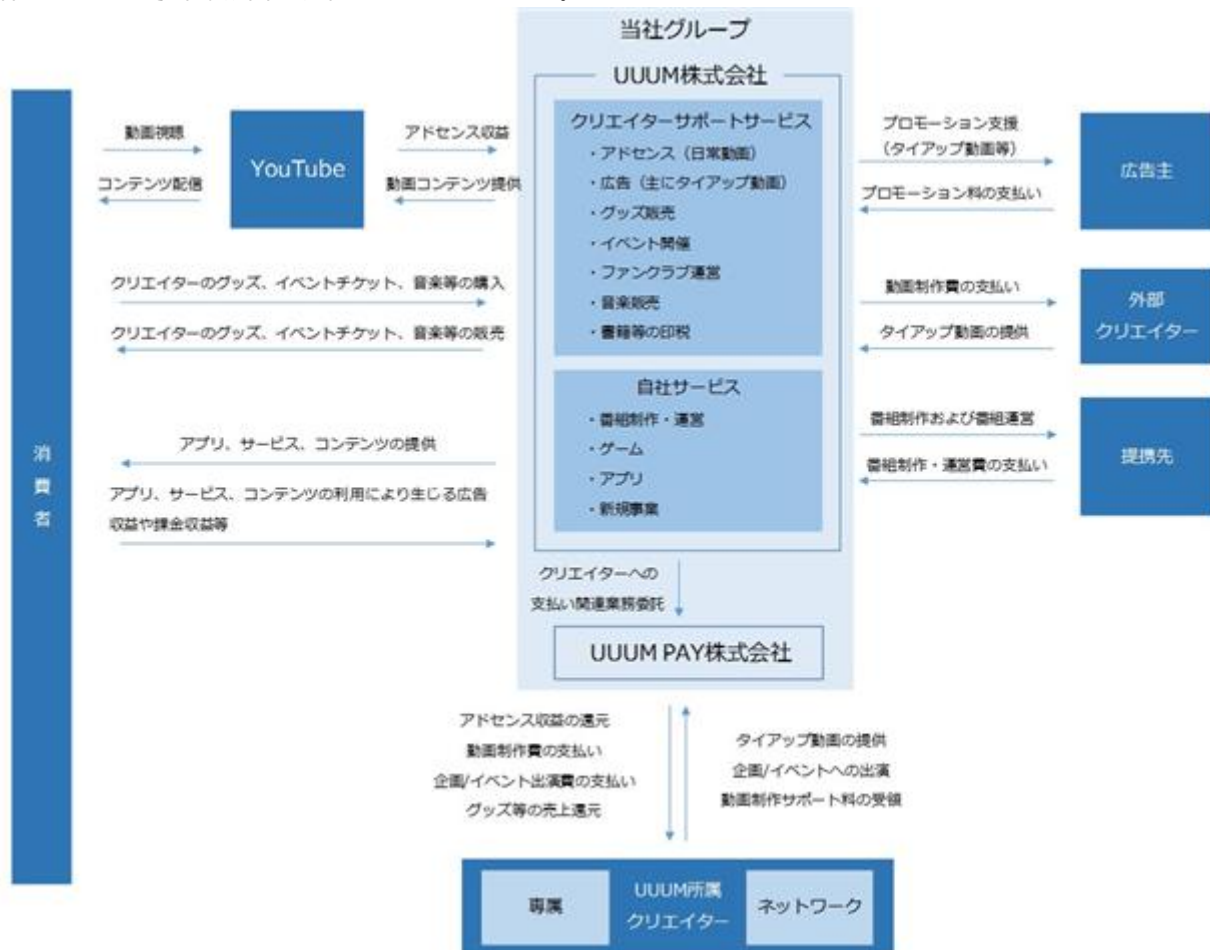 当社グループ
UUUM株式会社
クリエイターサポートサービス
・アドセンス（日常動画）
・広告（主にタイアップ動画）
・グッズ販売
・イベント開催
・ファンクラブ運営
・音楽販売
・書籍等の印税
自社サービス
・番組制作・運営
・ゲーム
・アプリ
・新規事業
クリエイターへの
支払い関連業務委託
UUUM PAY株式会社
消費者
動画視聴
コンテンツ配信
YouTube
アドセンス収益
動画コンテンツ提供
クリエイターのグッズ、イベントチケット、音楽等の購入
クリエイターのグッズ、イベントチケット、音楽等の販売
アプリ、サービス、コンテンツの提供
アプリ、サービス、コンテンツの利用により生じる広告
収益や課金収益等
プロモーション支援
（タイアップ動画等）
プロモーション料の支払い
広告主
動画制作費の支払い
タイアップ動画の提供
外部
クリエイター
番組制作および番組運営
番組制作・運営費の支払い
提携先
アドセンス収益の還元
動画制作費の支払い
企画/イベント出演費の支払い
グッズ等の売上還元
タイアップ動画の提供
企画/イベントへの出演
動画制作サポート料の受領
専属
UUUM所属
クリエイター
ネットワーク